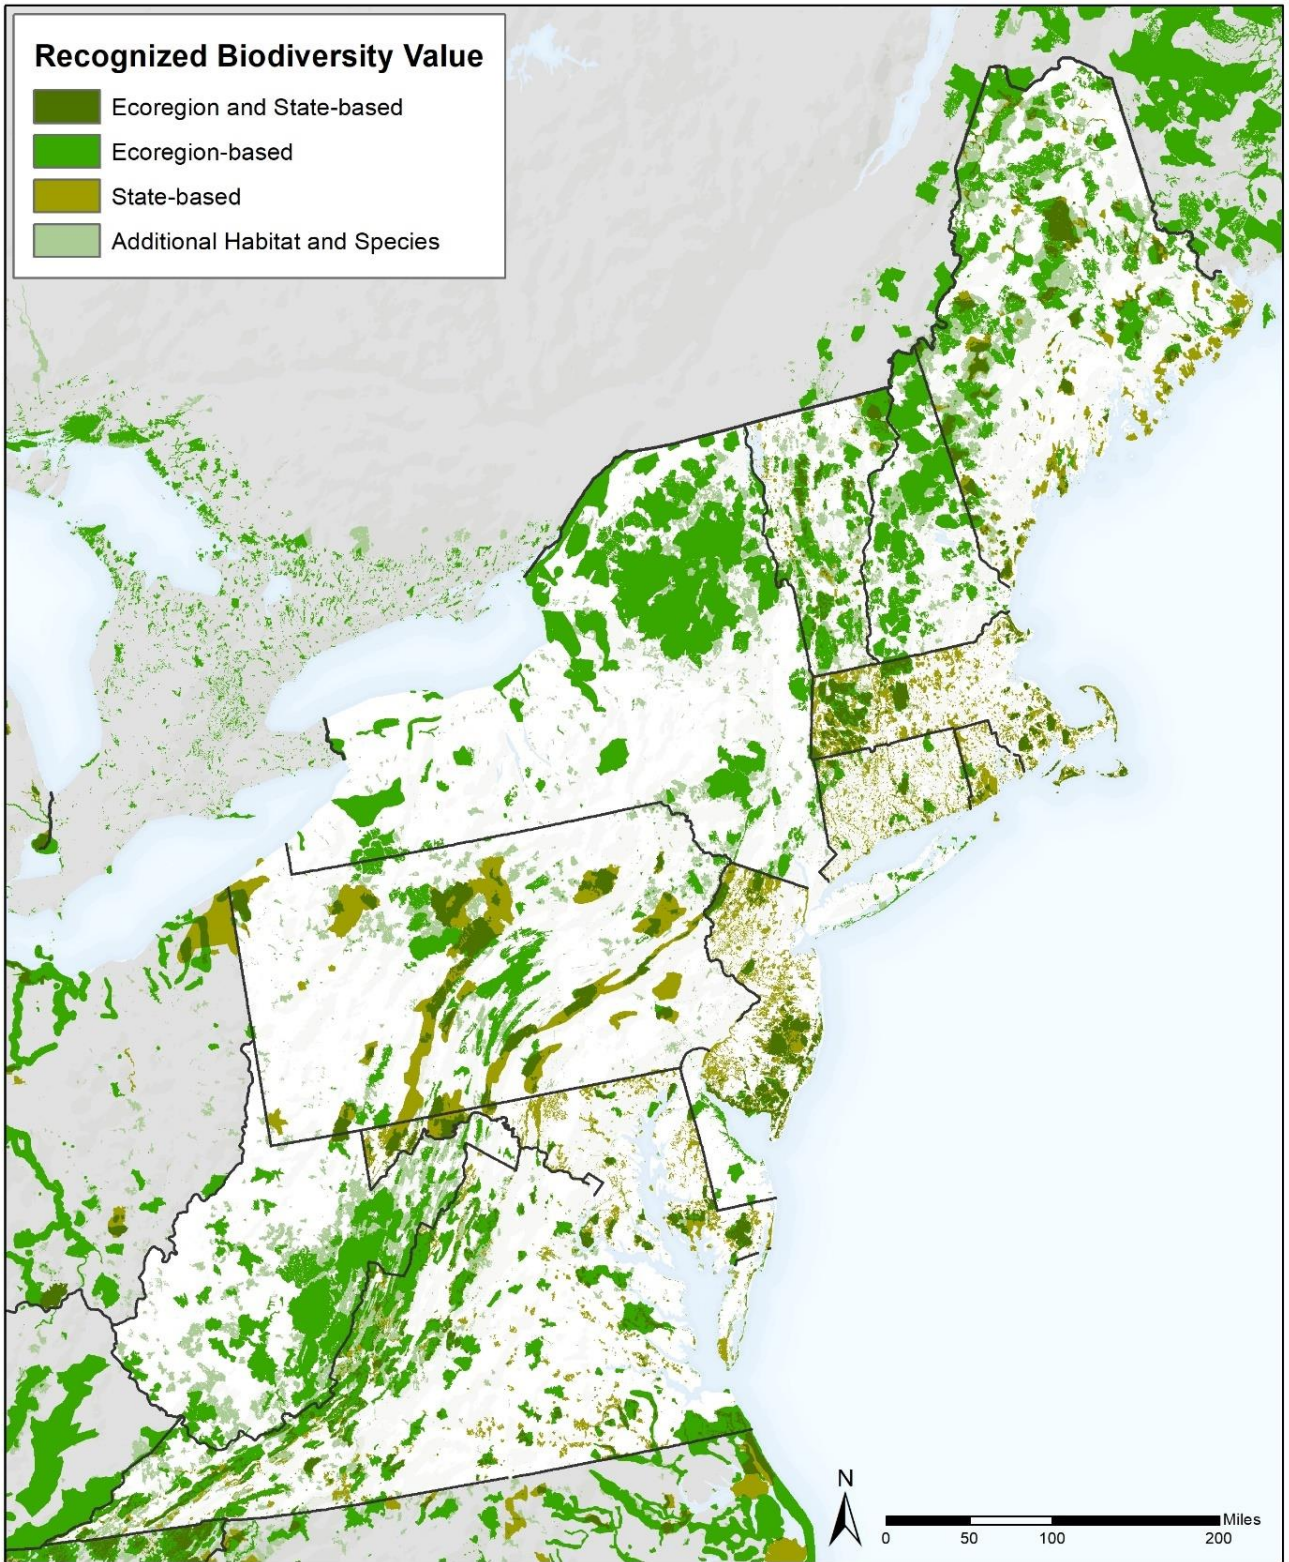 Recognized Biodiversity Value
Ecoregion and State-based
Ecoregion-based
State-based
Additional Habitat and Species
N
Miles
0 50 100 200